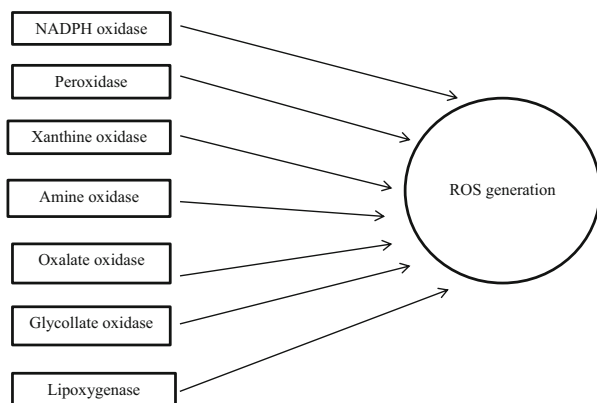 NADPH oxidase
Peroxidase
Xanthine oxidase
Amine oxidase
Oxalate oxidase
Glycollate oxidase
Lipoxygenase
ROS generation